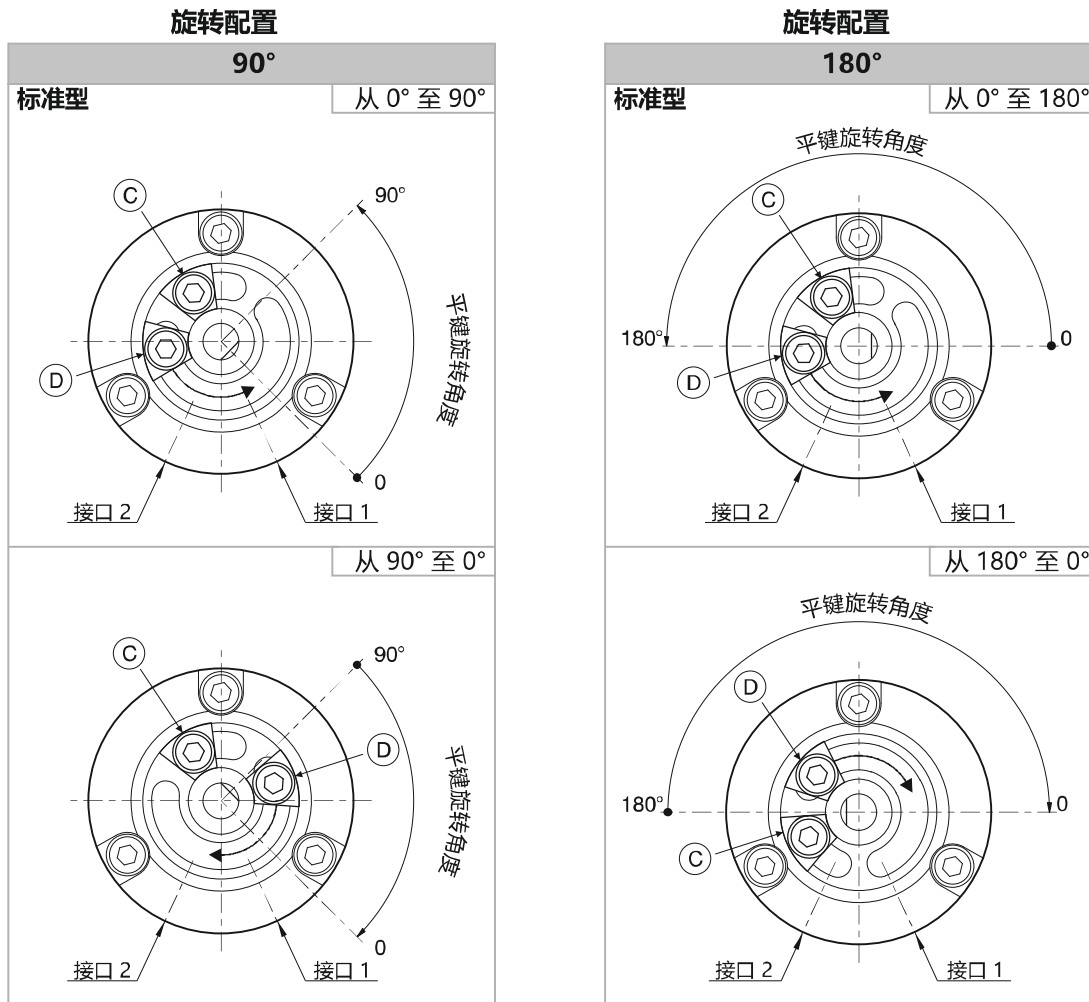 旋转配置
90°
标准型
从 0° 至 90°
C
90°
平键旋转角度
D
0
接口 2
接口 1
从 90° 至 0°
C
90°
D
平键旋转角度
0
接口 2
接口 1
旋转配置
180°
标准型
从 0° 至 180°
平键旋转角度
C
180°
0
D
接口 2
接口 1
从 180° 至 0°
平键旋转角度
D
180°
0
C
接口 2
接口 1